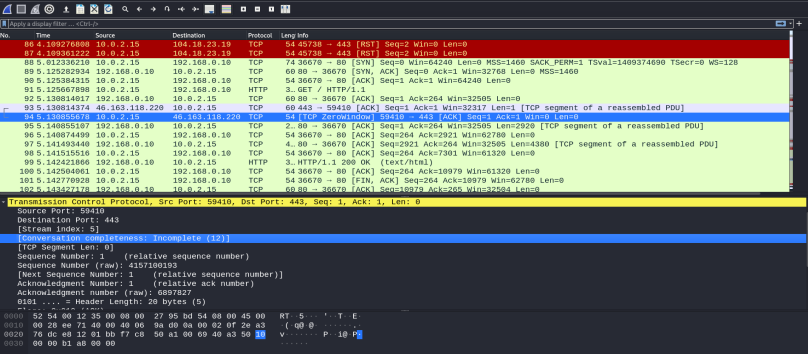 Apply a display filter ... <Ctrl-/>
No. Time Source Destination Protocol Leng Info
86 4.109276808 10.0.2.15 104.18.23.19 TCP 54 45738 → 443 [RST] Seq=2 Win=0 Len=0
87 4.109361222 10.0.2.15 104.18.23.19 TCP 54 45738 → 443 [RST] Seq=2 Win=0 Len=0
88 5.012336210 10.0.2.15 192.168.0.10 TCP 74 36670 → 80 [SYN] Seq=0 Win=64240 Len=0 MSS=1460 SACK_PERM=1 TSval=1409374690 TSecr=0 WS=128
89 5.125282934 192.168.0.10 10.0.2.15 TCP 60 80 → 36670 [SYN, ACK] Seq=0 Ack=1 Win=32768 Len=0 MSS=1460
90 5.125384315 10.0.2.15 192.168.0.10 TCP 54 36670 → 80 [ACK] Seq=1 Ack=1 Win=64240 Len=0
91 5.125667898 10.0.2.15 192.168.0.10 HTTP 3.. GET / HTTP/1.1
92 5.130814017 192.168.0.10 10.0.2.15 TCP 60 80 → 36670 [ACK] Seq=1 Ack=264 Win=32505 Len=0
93 5.130814374 46.163.118.220 10.0.2.15 TCP 60 443 → 59410 [ACK] Seq=1 Ack=1 Win=32317 Len=1 [TCP segment of a reassembled PDU]
94 5.130855678 10.0.2.15 46.163.118.220 TCP 54 [TCP ZeroWindow] 59410 → 443 [ACK] Seq=1 Ack=1 Win=0 Len=0
95 5.140855107 192.168.0.10 10.0.2.15 TCP 2.. 80 → 36670 [ACK] Seq=1 Ack=264 Win=32505 Len=2920 [TCP segment of a reassembled PDU]
96 5.140874499 10.0.2.15 192.168.0.10 TCP 54 36670 → 80 [ACK] Seq=264 Ack=2921 Win=62780 Len=0
97 5.141493440 192.168.0.10 10.0.2.15 TCP 4.. 80 → 36670 [ACK] Seq=2921 Ack=264 Win=32505 Len=4380 [TCP segment of a reassembled PDU]
98 5.141515516 10.0.2.15 192.168.0.10 TCP 54 36670 → 80 [ACK] Seq=264 Ack=7301 Win=61320 Len=0
99 5.142421866 192.168.0.10 10.0.2.15 HTTP 3.. HTTP/1.1 200 OK (text/html)
100 5.142504061 10.0.2.15 192.168.0.10 TCP 54 36670 → 80 [ACK] Seq=264 Ack=10979 Win=61320 Len=0
101 5.142770928 10.0.2.15 192.168.0.10 TCP 54 36670 → 80 [FIN, ACK] Seq=264 Ack=10979 Win=62780 Len=0
102 5.143427178 192.168.0.10 10.0.2.15 TCP 60 80 → 36670 [ACK] Seq=10979 Ack=265 Win=32504 Len=0
Transmission Control Protocol, Src Port: 59410, Dst Port: 443, Seq: 1, Ack: 1, Len: 0
Source Port: 59410
Destination Port: 443
[Stream index: 5]
[Conversation completeness: Incomplete (12)]
[TCP Segment Len: 0]
Sequence Number: 1 (relative sequence number)
Sequence Number (raw): 4157100193
[Next Sequence Number: 1 (relative sequence number)]
Acknowledgment Number: 1 (relative ack number)
Acknowledgment number (raw): 6897827
0101 .... = Header Length: 20 bytes (5)
0000 52 54 00 12 35 00 08 00 27 95 bd 54 08 00 45 00 RT··5···'··T··E·
0010 00 28 ee 71 40 00 40 06 9a d0 0a 00 02 0f 2e a3 ·(·q@·@·······.·
0020 76 dc e8 12 01 bb f7 c8 50 a1 00 69 40 a3 50 10 v·······P··i@·P·
0030 00 00 b1 a8 00 00 ······